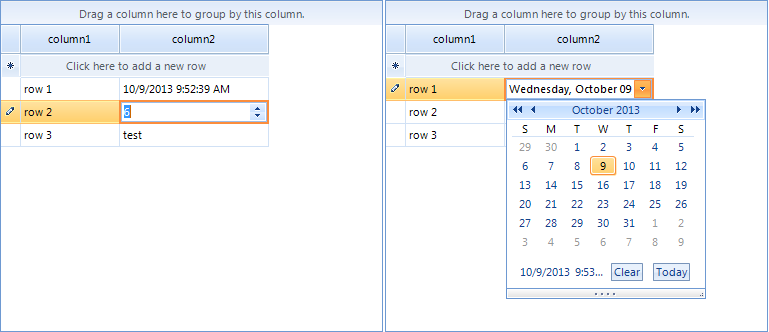 Drag a column here to group by this column.
column1 column2
Click here to add a new row
row 1 10/9/2013 9:52:39 AM
row 2 6
row 3 test
Drag a column here to group by this column.
column1 column2
Click here to add a new row
row 1 Wednesday, October 09
row 2
row 3
October 2013
S M T W T F S
29 30 1 2 3 4 5
6 7 8 9 10 11 12
13 14 15 16 17 18 19
20 21 22 23 24 25 26
27 28 29 30 31 1 2
3 4 5 6 7 8 9
10/9/2013 9:53... Clear Today